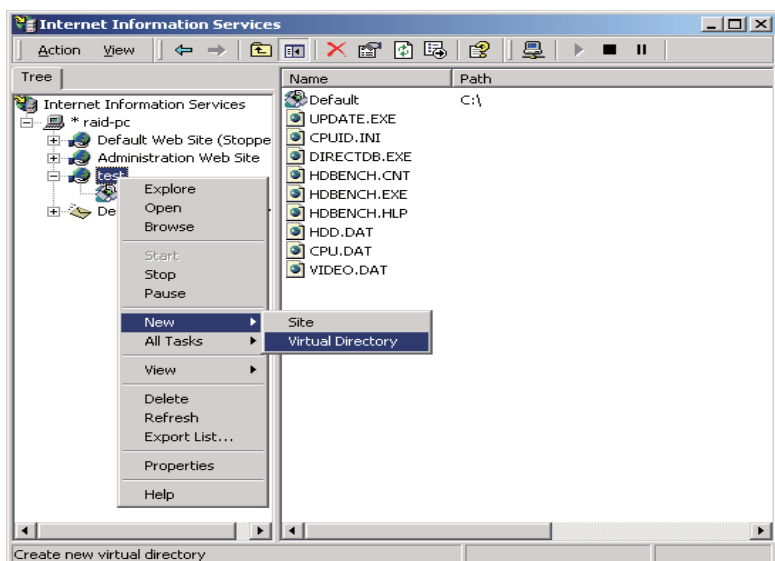 Internet Information Services
Action View
Tree
Name Path
Internet Information Services
* raid-pc
Default Web Site (Stoppe
Administration Web Site
test
De
Default C:\
UPDATE.EXE
CPUID.INI
DIRECTDB.EXE
HDBENCH.CNT
HDBENCH.EXE
HDBENCH.HLP
HDD.DAT
CPU.DAT
VIDEO.DAT
Explore
Open
Browse
Start
Stop
Pause
New
All Tasks
View
Delete
Refresh
Export List...
Properties
Help
Site
Virtual Directory
Create new virtual directory